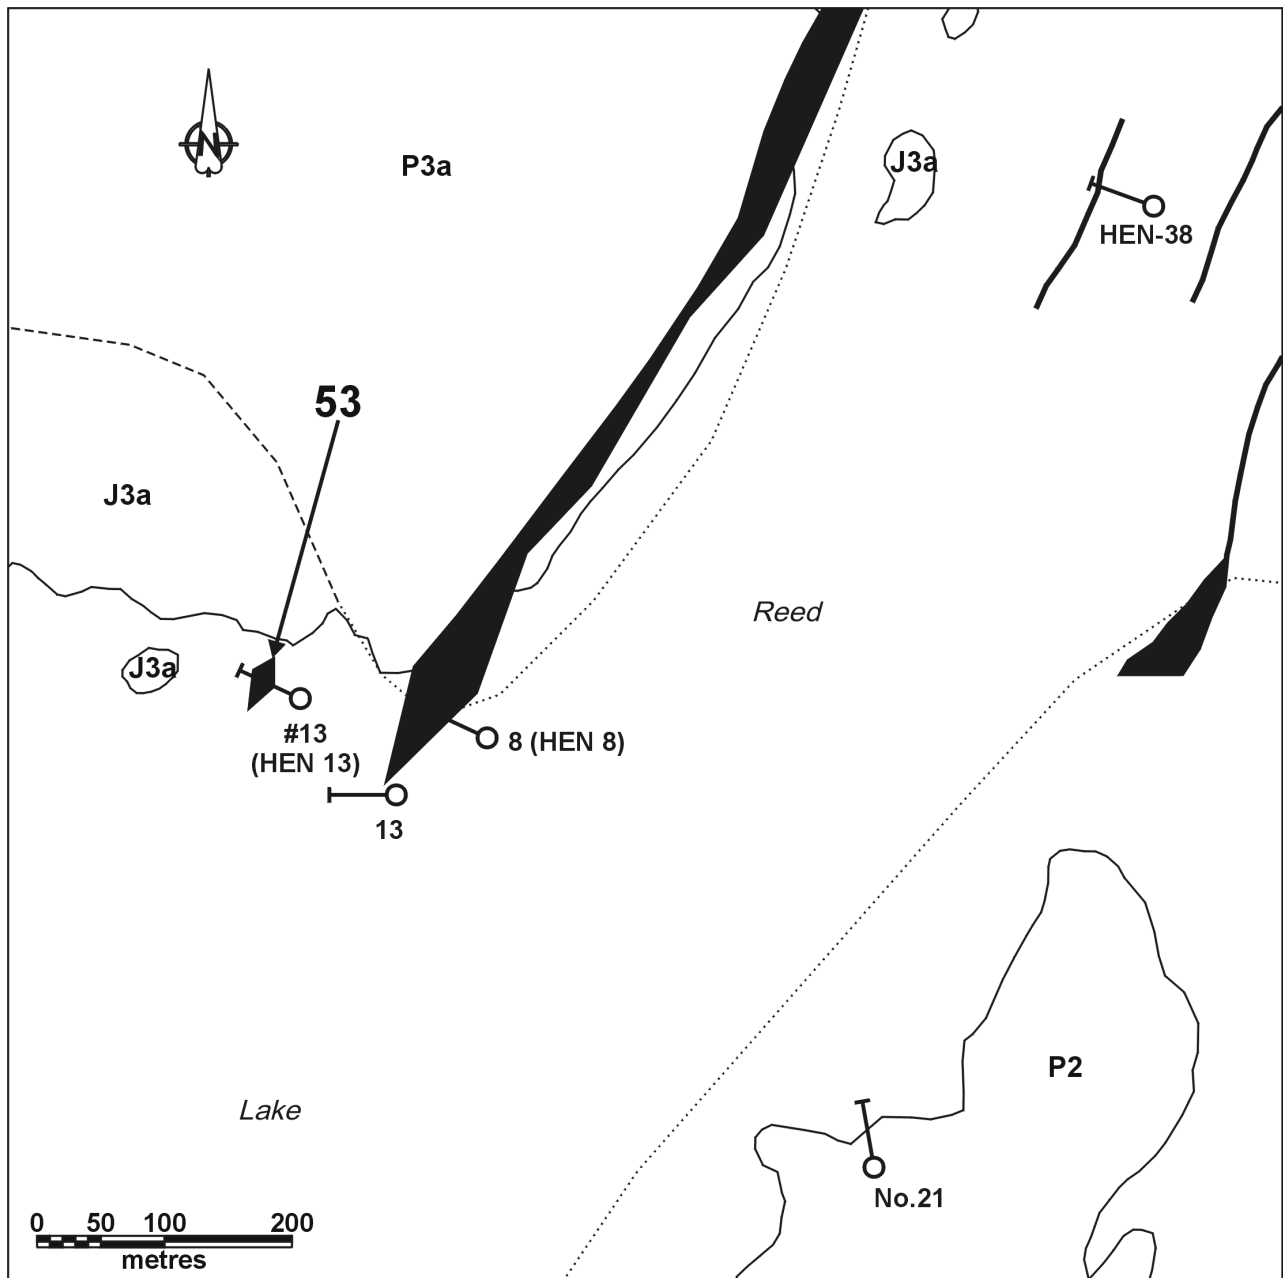 N
P3a
J3a
HEN-38
53
J3a
Reed
J3a
#13
(HEN 13)
8 (HEN 8)
13
P2
Lake
No.21
0 50 100 200
metres